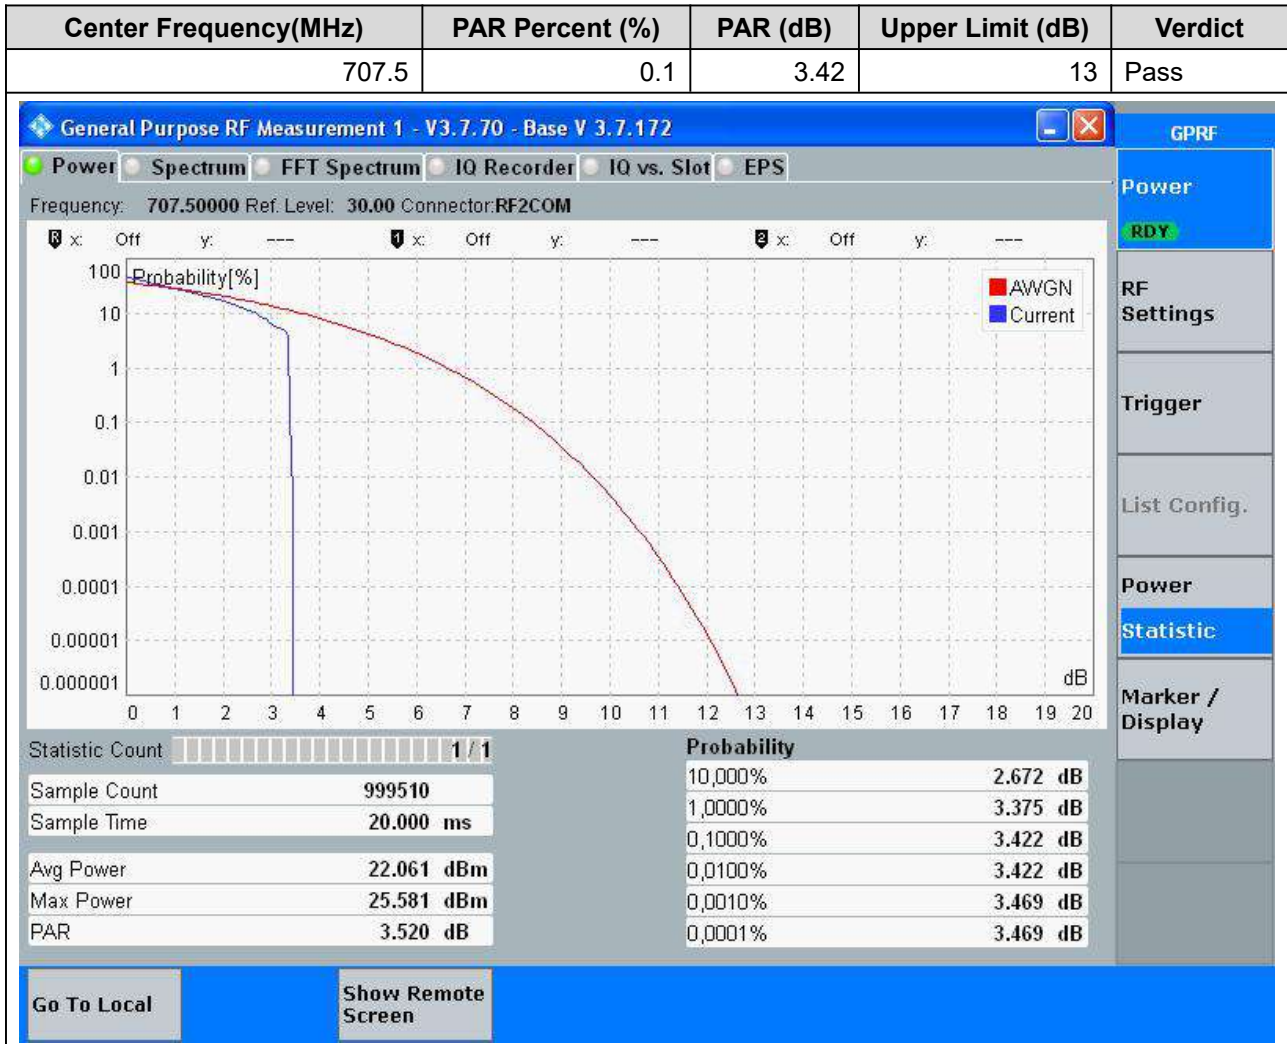 Center Frequency(MHz) PAR Percent (%) PAR (dB) Upper Limit (dB) Verdict
707.5 0.1 3.42 13 Pass
General Purpose RF Measurement 1 - V3.7.70 - Base V 3.7.172
GPRF
Power Spectrum FFT Spectrum IQ Recorder IQ vs. Slot EPS
Frequency: 707.50000 Ref. Level: 30.00 Connector:RF2COM
R x: Off y: --- 1 x: Off y: --- 2 x: Off y: ---
Probability[%]
100
10
1
0.1
0.01
0.001
0.0001
0.00001
0.000001
AWGN
Current
dB
0 1 2 3 4 5 6 7 8 9 10 11 12 13 14 15 16 17 18 19 20
Power
RDY
RF
Settings
Trigger
List Config.
Power
Statistic
Marker /
Display
Statistic Count 1 / 1
Sample Count 999510
Sample Time 20.000 ms
Avg Power 22.061 dBm
Max Power 25.581 dBm
PAR 3.520 dB
Probability
10,000% 2.672 dB
1,0000% 3.375 dB
0,1000% 3.422 dB
0,0100% 3.422 dB
0,0010% 3.469 dB
0,0001% 3.469 dB
Go To Local
Show Remote
Screen